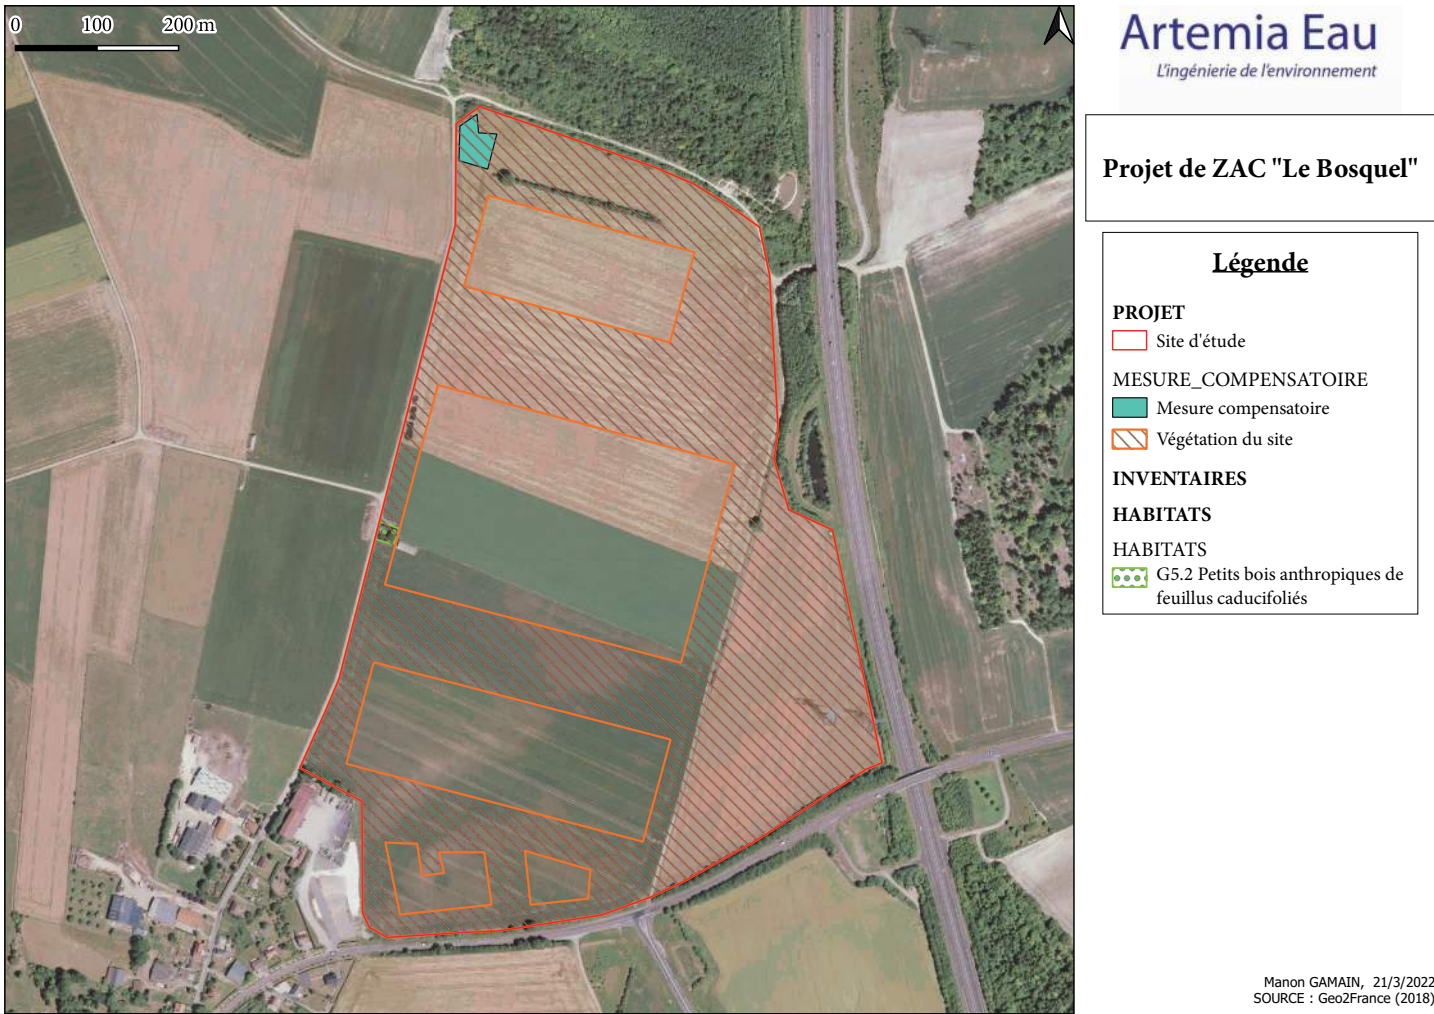 0 100 200 m
Artemia Eau
L'ingénierie de l'environnement
Projet de ZAC "Le Bosquel"
Légende
PROJET
Site d'étude
MESURE_COMPENSATOIRE
Mesure compensatoire
Végétation du site
INVENTAIRES
HABITATS
HABITATS
G5.2 Petits bois anthropiques de
feuillus caducifoliés
Manon GAMAIN, 21/3/2022
SOURCE : Geo2France (2018)